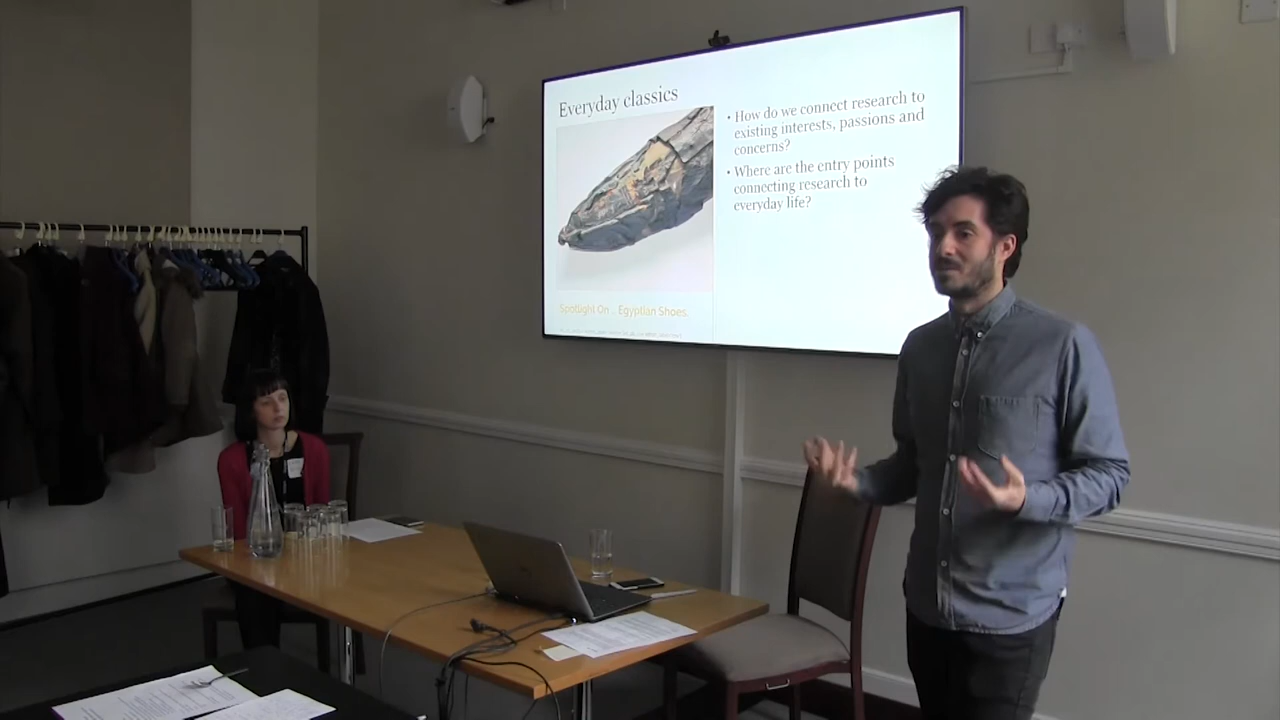 Everyday classics
• How do we connect research to
existing interests, passions and
concerns?
• Where are the entry points
connecting research to
everyday life?
Spotlight On .. Egyptian Shoes.